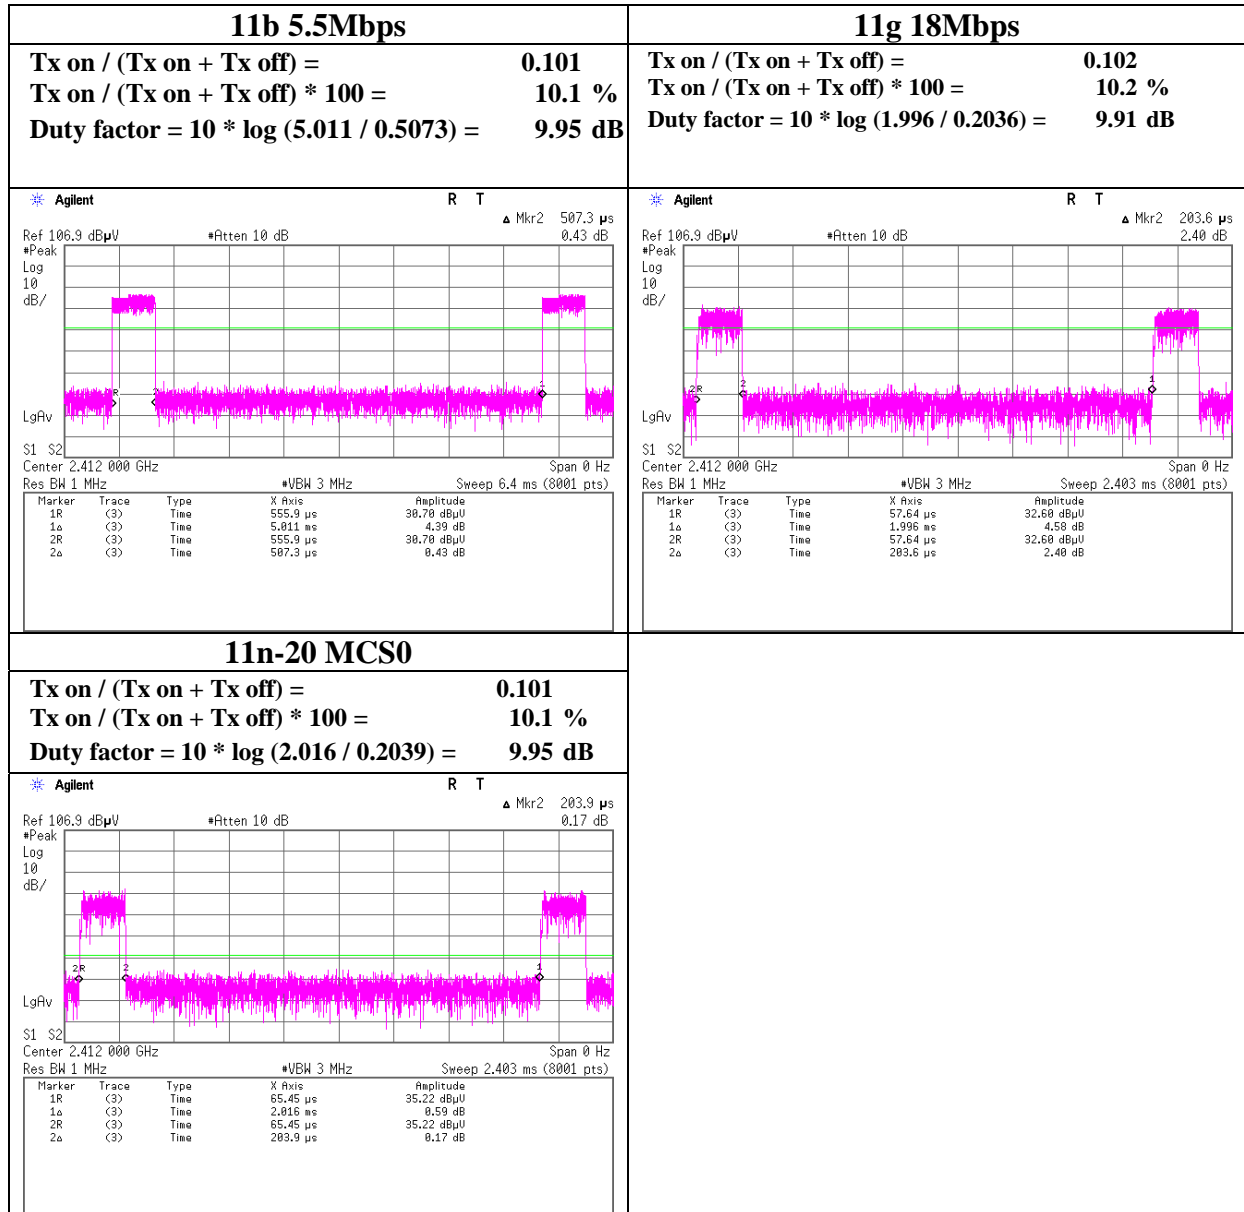 11b 5.5Mbps
Tx on / (Tx on + Tx off) = 0.101
Tx on / (Tx on + Tx off) * 100 = 10.1 %
Duty factor = 10 * log (5.011 / 0.5073) = 9.95 dB
Agilent R T
Δ Mkr2 507.3 µs
Ref 106.9 dBµV #Atten 10 dB 0.43 dB
#Peak
Log
10
dB/
R 2 1
LgAv
S1 S2
Center 2.412 000 GHz Span 0 Hz
Res BW 1 MHz #VBW 3 MHz Sweep 6.4 ms (8001 pts)
Marker Trace Type X Axis Amplitude
1R (3) Time 555.9 µs 30.70 dBµV
1Δ (3) Time 5.011 ms 4.39 dB
2R (3) Time 555.9 µs 30.70 dBµV
2Δ (3) Time 507.3 µs 0.43 dB
11g 18Mbps
Tx on / (Tx on + Tx off) = 0.102
Tx on / (Tx on + Tx off) * 100 = 10.2 %
Duty factor = 10 * log (1.996 / 0.2036) = 9.91 dB
Agilent R T
Δ Mkr2 203.6 µs
Ref 106.9 dBµV #Atten 10 dB 2.40 dB
#Peak
Log
10
dB/
2R 2 1
LgAv
S1 S2
Center 2.412 000 GHz Span 0 Hz
Res BW 1 MHz #VBW 3 MHz Sweep 2.403 ms (8001 pts)
Marker Trace Type X Axis Amplitude
1R (3) Time 57.64 µs 32.60 dBµV
1Δ (3) Time 1.996 ms 4.58 dB
2R (3) Time 57.64 µs 32.60 dBµV
2Δ (3) Time 203.6 µs 2.40 dB
11n-20 MCS0
Tx on / (Tx on + Tx off) = 0.101
Tx on / (Tx on + Tx off) * 100 = 10.1 %
Duty factor = 10 * log (2.016 / 0.2039) = 9.95 dB
Agilent R T
Δ Mkr2 203.9 µs
Ref 106.9 dBµV #Atten 10 dB 0.17 dB
#Peak
Log
10
dB/
2R 2 1
LgAv
S1 S2
Center 2.412 000 GHz Span 0 Hz
Res BW 1 MHz #VBW 3 MHz Sweep 2.403 ms (8001 pts)
Marker Trace Type X Axis Amplitude
1R (3) Time 65.45 µs 35.22 dBµV
1Δ (3) Time 2.016 ms 0.59 dB
2R (3) Time 65.45 µs 35.22 dBµV
2Δ (3) Time 203.9 µs 0.17 dB